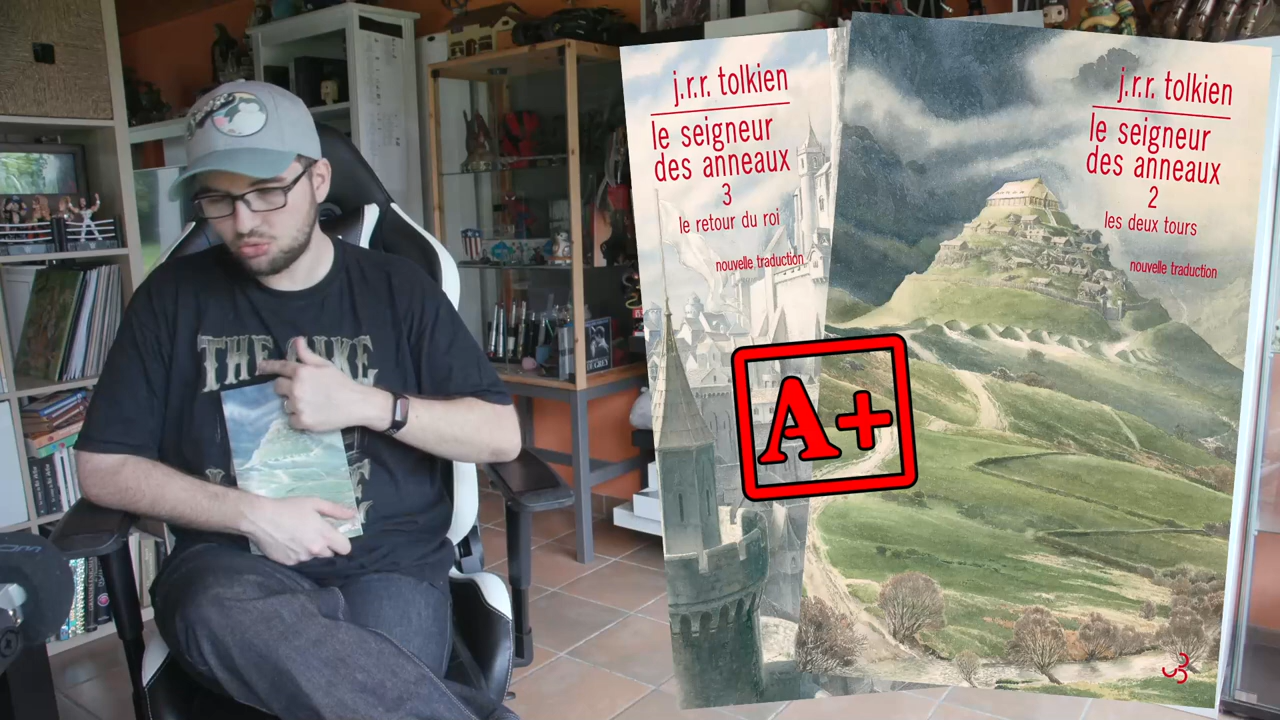 j.r.r. tolkien
le seigneur
des anneaux
3
le retour du roi
nouvelle traduction
j.r.r. tolkien
le seigneur
des anneaux
2
les deux tours
nouvelle traduction
A+
THE CAKE